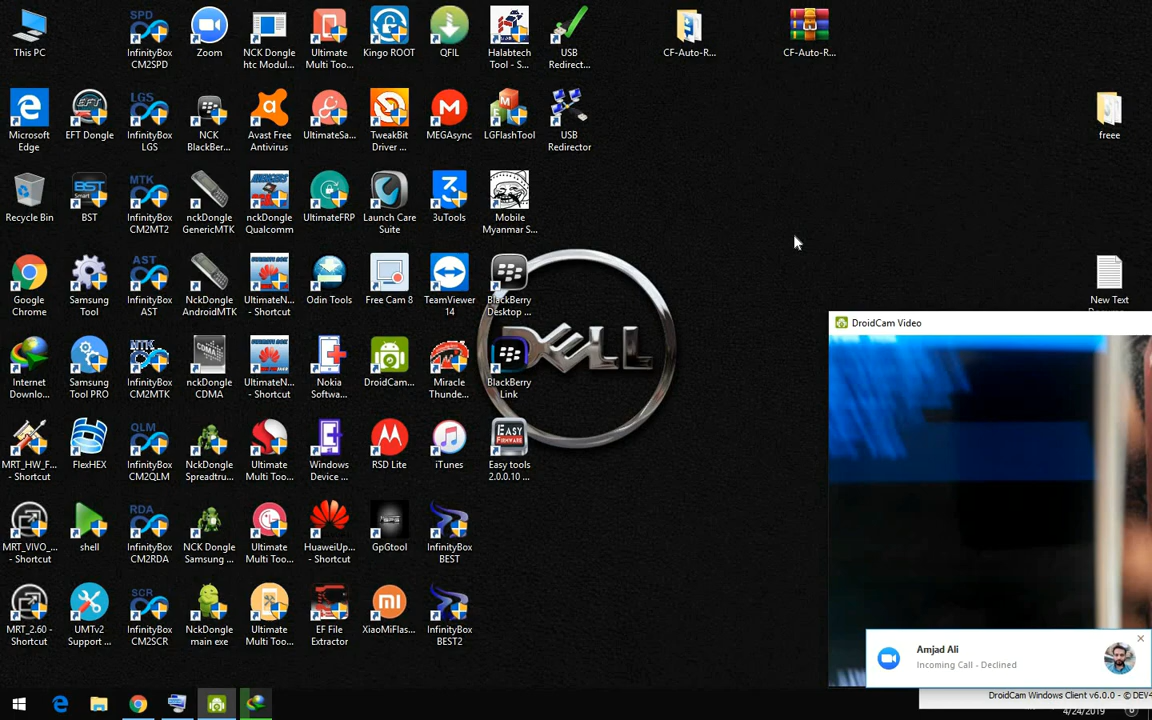 This PC
SPD
InfinityBox
CM2SPD
Zoom
NCK Dongle
htc Modul...
Ultimate
Multi Too...
Kingo ROOT
QFIL
Halabtech
Tool - S...
USB
Redirect...
CF-Auto-R...
CF-Auto-R...
Microsoft
Edge
EFT
EFT Dongle
LGS
InfinityBox
LGS
NCK
BlackBer...
Avast Free
Antivirus
UltimateSa...
TweakBit
Driver ...
MEGAsync
LGFlashTool
USB
Redirector
freee
Recycle Bin
BST
BST
MTK
InfinityBox
CM2MT2
nckDongle
GenericMTK
nckDongle
Qualcomm
UltimateFRP
Launch Care
Suite
3uTools
Mobile
Myanmar S...
Google
Chrome
Samsung
Tool
AST
InfinityBox
AST
NckDongle
AndroidMTK
UltimateN...
- Shortcut
Odin Tools
Free Cam 8
TeamViewer
14
BlackBerry
Desktop ...
New Text
DELL
Internet
Downlo...
Samsung
Tool PRO
MTK
InfinityBox
CM2MTK
CDMA
nckDongle
CDMA
UltimateN...
- Shortcut
Nokia
Softwa...
DroidCam...
Miracle
Thunde...
BlackBerry
Link
DroidCam Video
MRT_HW_F...
- Shortcut
FlexHEX
QLM
InfinityBox
CM2QLM
NckDongle
Spreadtru...
Ultimate
Multi Too...
Windows
Device ...
RSD Lite
iTunes
EASY
FIRMWARE
Easy tools
2.0.0.10 ...
MRT_VIVO_...
- Shortcut
shell
RDA
InfinityBox
CM2RDA
NCK Dongle
Samsung ...
Ultimate
Multi Too...
HuaweiUp...
- Shortcut
GpGtool
InfinityBox
BEST
MRT_2.60 -
Shortcut
UMTv2
Support ...
SCR
InfinityBox
CM2SCR
NckDongle
main exe
Ultimate
Multi Too...
EF File
Extractor
XiaoMiFlas...
InfinityBox
BEST2
Amjad Ali
Incoming Call - Declined
DroidCam Windows Client v6.0.0 - © DEV4
4/24/2019